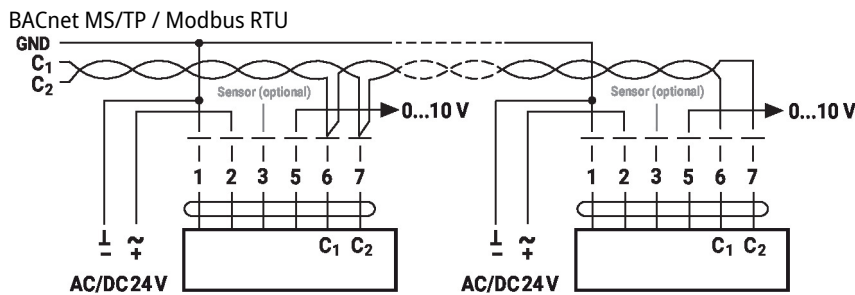 BACnet MS/TP / Modbus RTU
GND
C₁
C₂
Sensor (optional) Sensor (optional)
0...10 V 0...10 V
1 2 3 5 6 7 1 2 3 5 6 7
⊥ ~ C₁ C₂ ⊥ ~ C₁ C₂
− + − +
AC/DC 24 V AC/DC 24 V